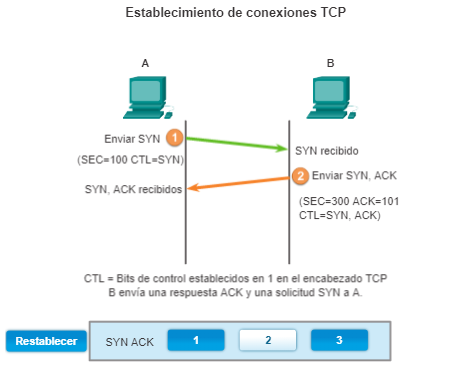 Establecimiento de conexiones TCP
A
B
Enviar SYN 1
(SEC=100 CTL=SYN)
SYN recibido
2 Enviar SYN, ACK
SYN, ACK recibidos
(SEC=300 ACK=101
CTL=SYN, ACK)
CTL = Bits de control establecidos en 1 en el encabezado TCP
B envía una respuesta ACK y una solicitud SYN a A.
Restablecer
SYN ACK
1
2
3